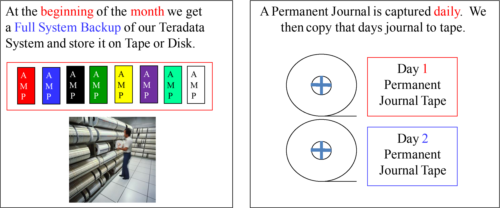 At the beginning of the month we get
a Full System Backup of our Teradata
System and store it on Tape or Disk.
A A A A A A A A
M M M M M M M M
P P P P P P P P
A Permanent Journal is captured daily. We
then copy that days journal to tape.
Day 1
Permanent
Journal Tape
Day 2
Permanent
Journal Tape